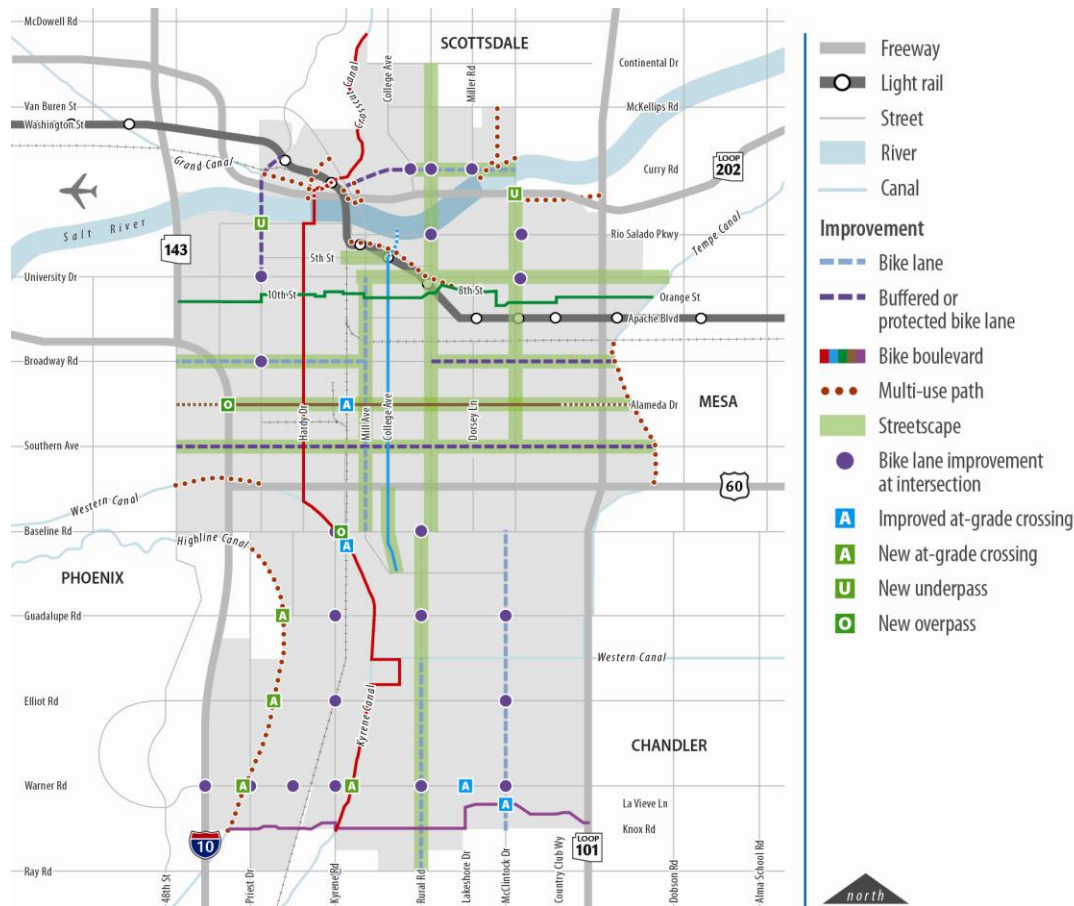 McDowell Rd
SCOTTSDALE
Continental Dr
College Ave
Miller Rd
Crosscut Canal
Van Buren St
Washington St
McKellips Rd
Grand Canal
Curry Rd
LOOP
202
Salt River
143
Rio Salado Pkwy
Tempe Canal
5th St
University Dr
10th St
8th St
Orange St
Apache Blvd
Broadway Rd
Alameda Dr
MESA
Hardy Dr
Mill Ave
College Ave
Dorsey Ln
Southern Ave
60
Western Canal
Baseline Rd
Highline Canal
PHOENIX
Guadalupe Rd
Western Canal
Elliot Rd
Kyrene Canal
CHANDLER
Warner Rd
La Vieve Ln
Knox Rd
10
LOOP
101
Ray Rd
48th St
Priest Dr
Kyrene Rd
Rural Rd
Lakeshore Dr
McClintock Dr
Country Club Wy
Dobson Rd
Alma School Rd
U
U
O
A
O
A
A
A
A
A
A
A
Freeway
Light rail
Street
River
Canal
Improvement
Bike lane
Buffered or
protected bike lane
Bike boulevard
Multi-use path
Streetscape
Bike lane improvement
at intersection
A Improved at-grade crossing
A New at-grade crossing
U New underpass
O New overpass
north